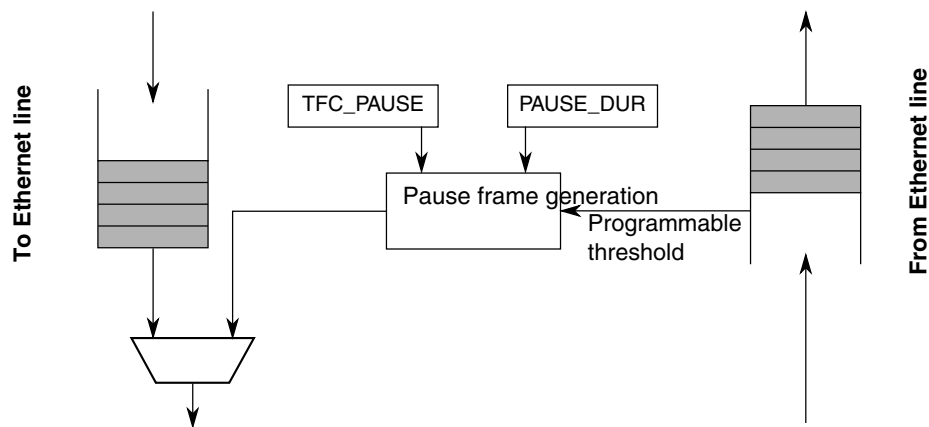 To Ethernet line
TFC_PAUSE
PAUSE_DUR
Pause frame generation
Programmable
threshold
From Ethernet line